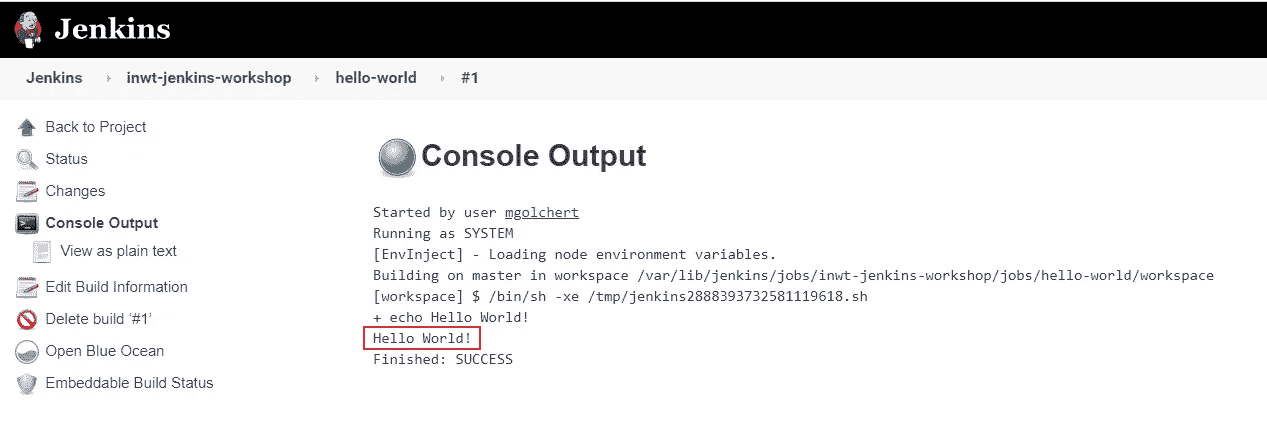 Jenkins
Jenkins › inwt-jenkins-workshop › hello-world › #1
Back to Project
Status
Changes
Console Output
View as plain text
Edit Build Information
Delete build ‘#1’
Open Blue Ocean
Embeddable Build Status
Console Output
Started by user mgolchert
Running as SYSTEM
[EnvInject] - Loading node environment variables.
Building on master in workspace /var/lib/jenkins/jobs/inwt-jenkins-workshop/jobs/hello-world/workspace
[workspace] $ /bin/sh -xe /tmp/jenkins2888393732581119618.sh
+ echo Hello World!
Hello World!
Finished: SUCCESS